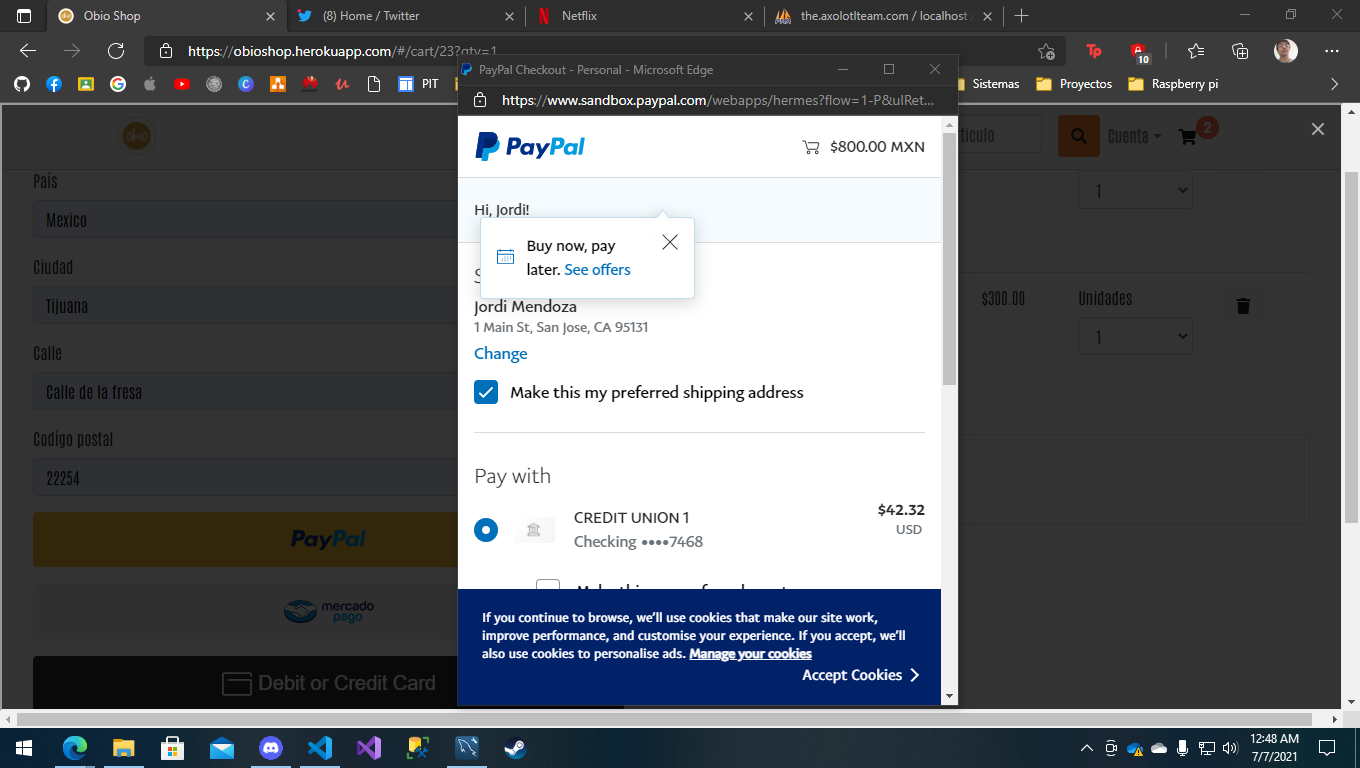 Obio Shop
(8) Home / Twitter
Netflix
the.axolotlteam.com / localhost /
https://obioshop.herokuapp.com/#/cart/23?qty=1
10
PIT
Sistemas
Proyectos
Raspberry pi
PayPal Checkout - Personal - Microsoft Edge
https://www.sandbox.paypal.com/webapps/hermes?flow=1-P&ulRet...
PayPal
$800.00 MXN
Hi, Jordi!
Buy now, pay
later. See offers
Jordi Mendoza
1 Main St, San Jose, CA 95131
Change
Make this my preferred shipping address
Pay with
CREDIT UNION 1
Checking ••••7468
$42.32
USD
If you continue to browse, we'll use cookies that make our site work,
improve performance, and customise your experience. If you accept, we'll
also use cookies to personalise ads. Manage your cookies
Accept Cookies
País
Mexico
Ciudad
Tijuana
Calle
Calle de la fresa
Codígo postal
22254
PayPal
mercado
pago
Debit or Credit Card
Cuenta
2
1
$300.00
Unidades
1
12:48 AM
7/7/2021